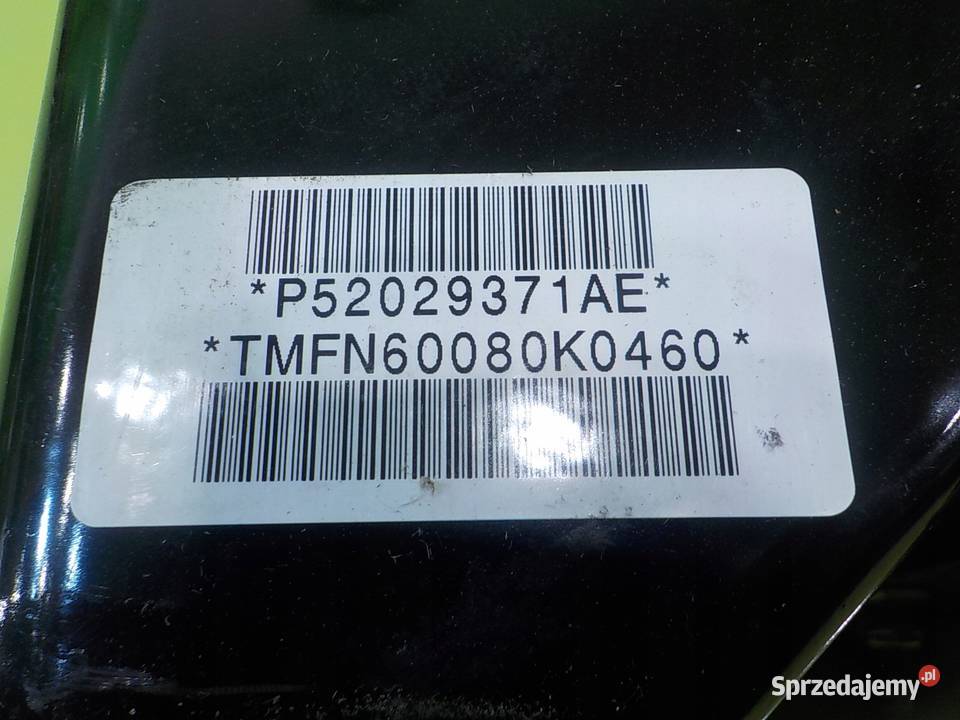 *P52029371AE*
*TMFN60080K0460*
Sprzedajemy.pl